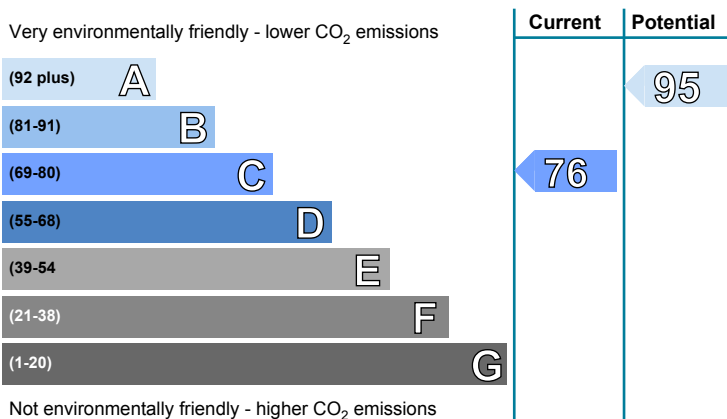 Very environmentally friendly - lower CO2 emissions
Current
Potential
(92 plus) A
95
(81-91) B
(69-80) C
76
(55-68) D
(39-54 E
(21-38) F
(1-20) G
Not environmentally friendly - higher CO2 emissions